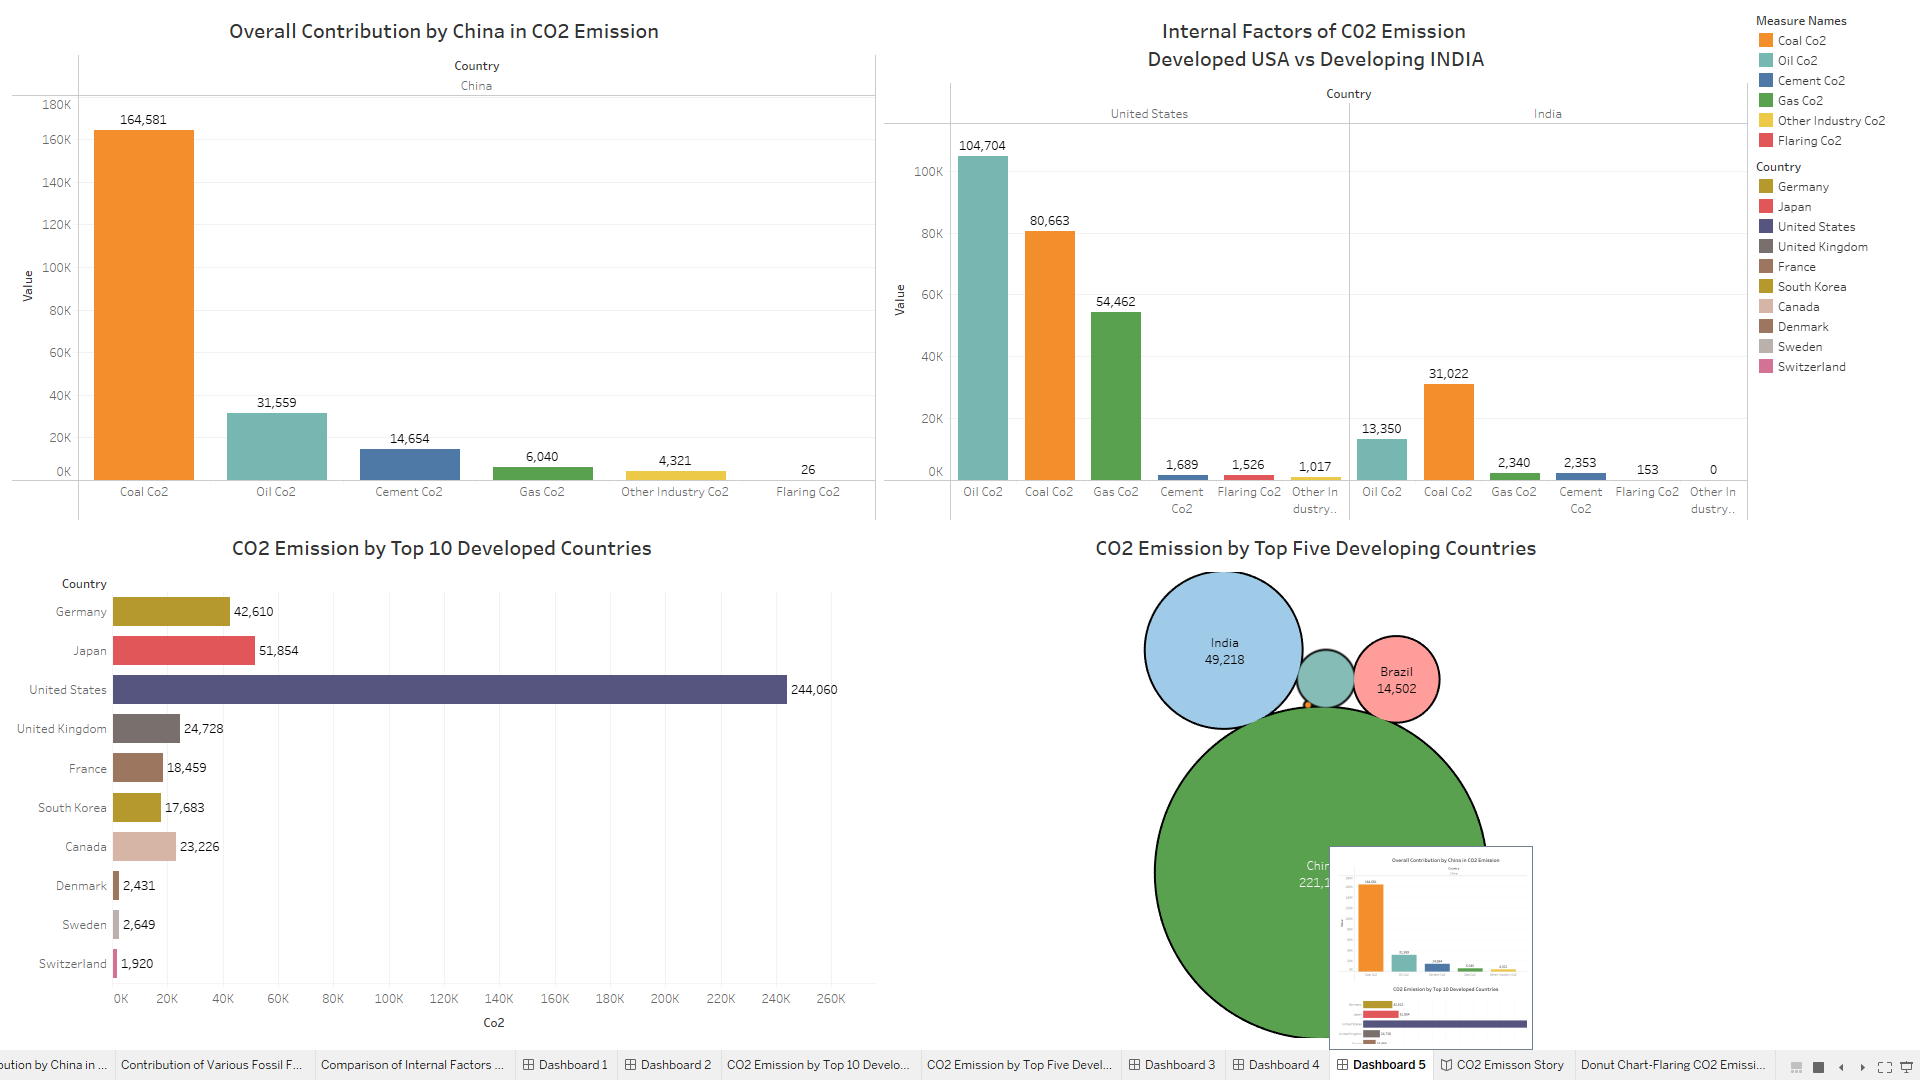 Overall Contribution by China in CO2 Emission
Country
China
Value
180K
160K
140K
120K
100K
80K
60K
40K
20K
0K
164,581
31,559
14,654
6,040
4,321
26
Coal Co2
Oil Co2
Cement Co2
Gas Co2
Other Industry Co2
Flaring Co2
Internal Factors of C02 Emission
Developed USA vs Developing INDIA
Country
United States
India
Value
100K
80K
60K
40K
20K
0K
104,704
80,663
54,462
1,689
1,526
1,017
13,350
31,022
2,340
2,353
153
0
Oil Co2
Coal Co2
Gas Co2
Cement
Co2
Flaring Co2
Other In
dustry..
Oil Co2
Coal Co2
Gas Co2
Cement
Co2
Flaring Co2
Other In
dustry..
Measure Names
Coal Co2
Oil Co2
Cement Co2
Gas Co2
Other Industry Co2
Flaring Co2
Country
Germany
Japan
United States
United Kingdom
France
South Korea
Canada
Denmark
Sweden
Switzerland
CO2 Emission by Top 10 Developed Countries
Country
Germany 42,610
Japan 51,854
United States 244,060
United Kingdom 24,728
France 18,459
South Korea 17,683
Canada 23,226
Denmark 2,431
Sweden 2,649
Switzerland 1,920
0K 20K 40K 60K 80K 100K 120K 140K 160K 180K 200K 220K 240K 260K
Co2
CO2 Emission by Top Five Developing Countries
India
49,218
Brazil
14,502
Chin
221,1
Overall Contribution by China in CO2 Emission
CO2 Emission by Top 10 Developed Countries
bution by China in ...
Contribution of Various Fossil F...
Comparison of Internal Factors ...
Dashboard 1
Dashboard 2
CO2 Emission by Top 10 Develo...
CO2 Emission by Top Five Devel...
Dashboard 3
Dashboard 4
Dashboard 5
CO2 Emisson Story
Donut Chart-Flaring CO2 Emissi...